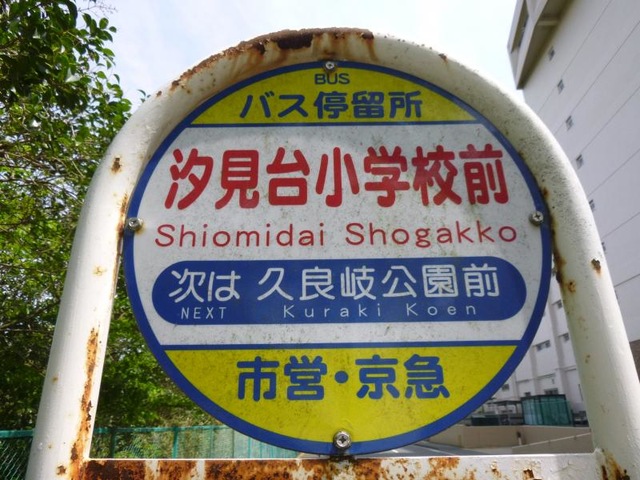 BUS
バス停留所
汐見台小学校前
Shiomidai Shogakko
次は 久良岐公園前
NEXT Kuraki Koen
市営・京急